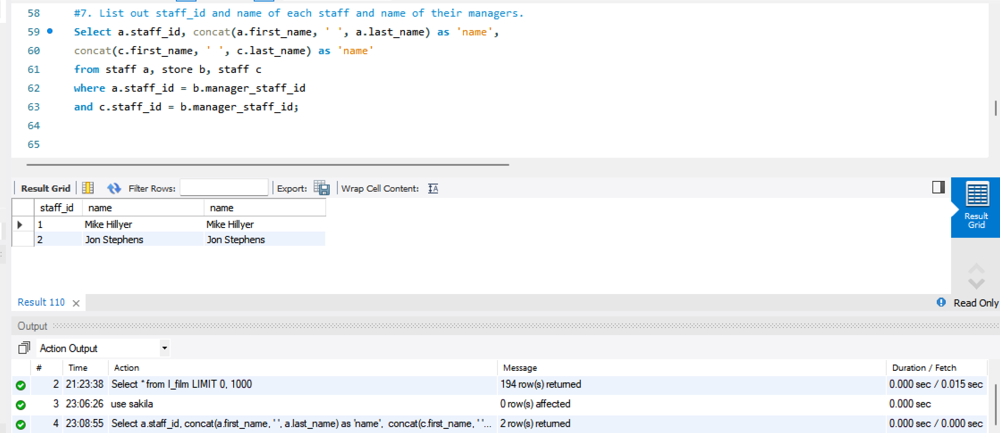 58 #7. List out staff_id and name of each staff and name of their managers.
59 Select a.staff_id, concat(a.first_name, ' ', a.last_name) as 'name',
60 concat(c.first_name, ' ', c.last_name) as 'name'
61 from staff a, store b, staff c
62 where a.staff_id = b.manager_staff_id
63 and c.staff_id = b.manager_staff_id;
64
65
Result Grid Filter Rows: Export: Wrap Cell Content:
staff_id name name
1 Mike Hillyer Mike Hillyer
2 Jon Stephens Jon Stephens
Result
Grid
Result 110 Read Only
Output
Action Output
# Time Action Message Duration / Fetch
2 21:23:38 Select * from l_film LIMIT 0, 1000 194 row(s) returned 0.000 sec / 0.015 sec
3 23:06:26 use sakila 0 row(s) affected 0.000 sec
4 23:08:55 Select a.staff_id, concat(a.first_name, ' ', a.last_name) as 'name', concat(c.first_name, ' '... 2 row(s) returned 0.000 sec / 0.000 sec